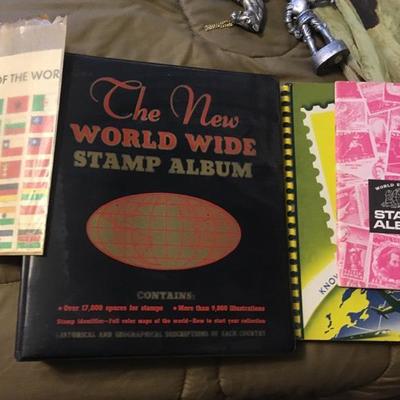 OF THE WOR
The New
WORLD WIDE
STAMP ALBUM
CONTAINS:
• Over 17,000 spaces for stamps • More than 9,000 illustrations
Stamp Identifier—Full color maps of the world—How to start your collection
HISTORICAL AND GEOGRAPHICAL DESCRIPTIONS OF EACH COUNTRY
KNOW
WORLD
STA
ALB